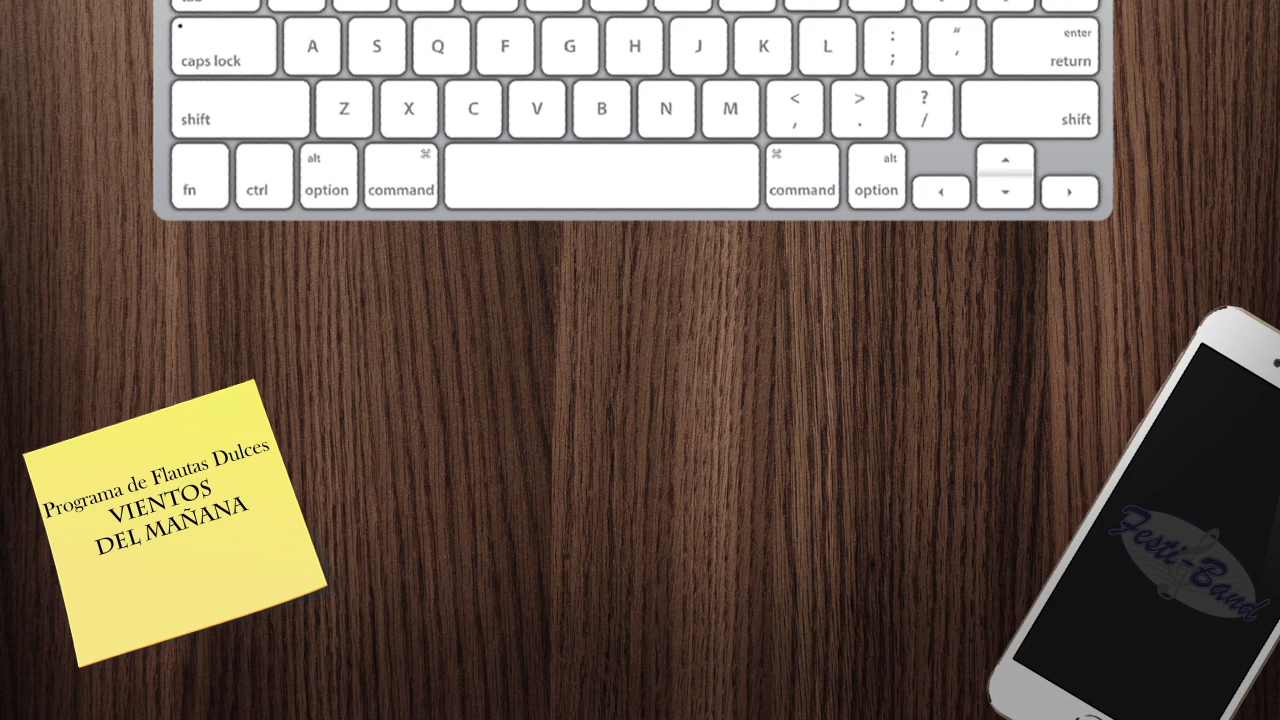 caps lock A S Q F G H J K L : ; “ ‘ enter return
shift Z X C V B N M < , > . ? / shift
fn ctrl alt option ⌘ command ⌘ command alt option
Programa de Flautas Dulces
VIENTOS
DEL MAÑANA
Festi-Band